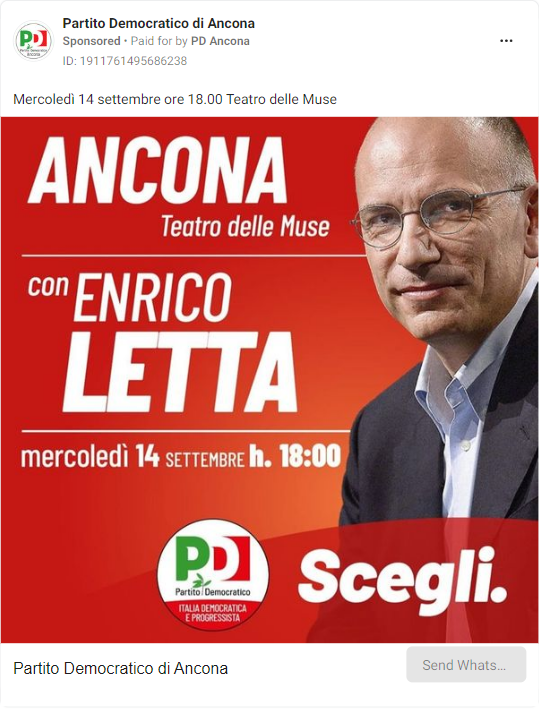 Partito Democratico di Ancona
Sponsored • Paid for by PD Ancona
ID: 1911761495686238
Mercoledì 14 settembre ore 18.00 Teatro delle Muse
ANCONA
Teatro delle Muse
con ENRICO
LETTA
mercoledì 14 SETTEMBRE h. 18:00
PD
Partito Democratico
ITALIA DEMOCRATICA
E PROGRESSISTA
Scegli.
Partito Democratico di Ancona
Send Whats...